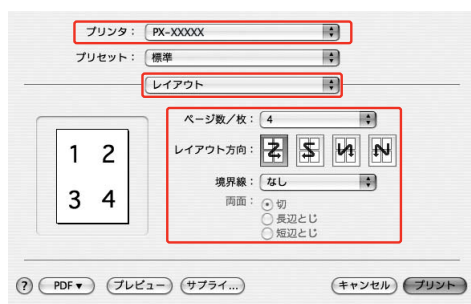 プリンタ： PX-XXXXX
プリセット： 標準
レイアウト
ページ数／枚： 4
レイアウト方向：
境界線： なし
両面： 切
長辺とじ
短辺とじ
1 2
3 4
? PDF▼ プレビュー サプライ... キャンセル プリント